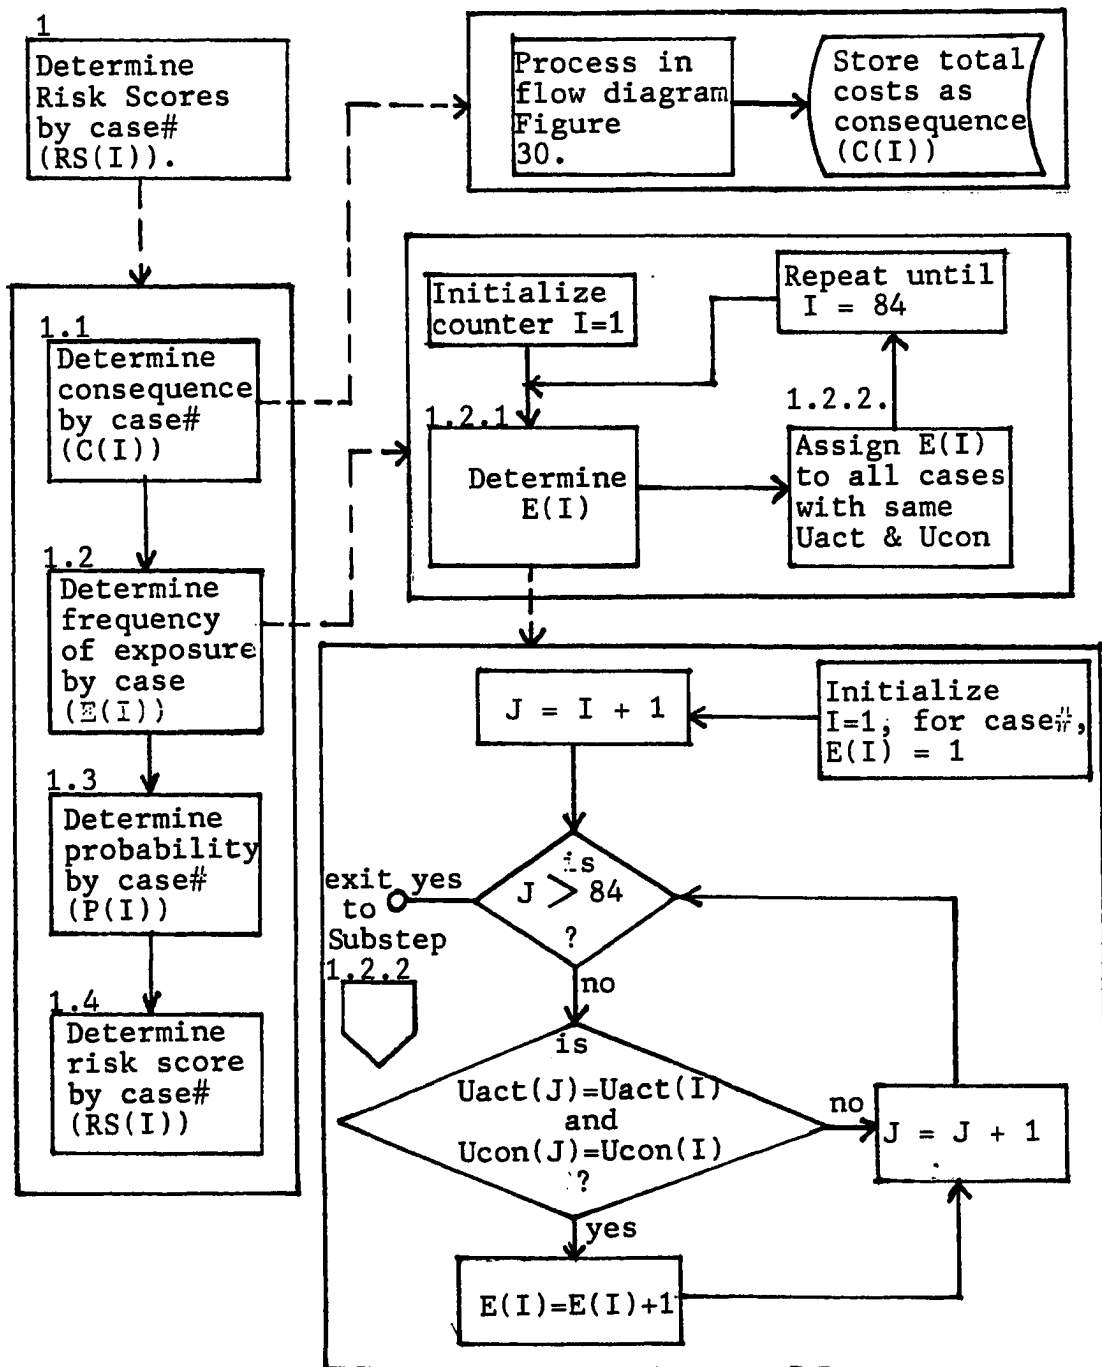 1
Determine
Risk Scores
by case#
(RS(I)).
Process in
flow diagram
Figure
30.
Store total
costs as
consequence
(C(I))
1.1
Determine
consequence
by case#
(C(I))
1.2
Determine
frequency
of exposure
by case
(E(I))
1.3
Determine
probability
by case#
(P(I))
1.4
Determine
risk score
by case#
(RS(I))
Initialize
counter I=1
Repeat until
I = 84
1.2.1
Determine
E(I)
1.2.2.
Assign E(I)
to all cases
with same
Uact & Ucon
J = I + 1
Initialize
I=1, for case#,
E(I) = 1
is
J > 84
?
exit yes
to
Substep
1.2.2
no
is
Uact(J)=Uact(I)
and
Ucon(J)=Ucon(I)
?
no
J = J + 1
yes
E(I)=E(I)+1